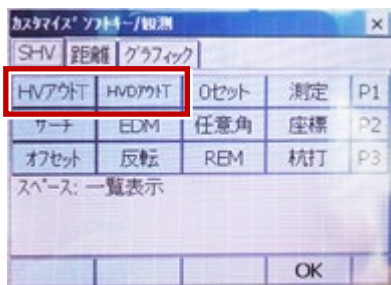 カスタマイズ ソフトキー/観測 ×
SHV 距離 グラフィック
HVアウトT HVDアウトT 0セット 測定 P1
サーチ EDM 任意角 座標 P2
オフセット 反転 REM 杭打 P3
スペース: 一覧表示
OK